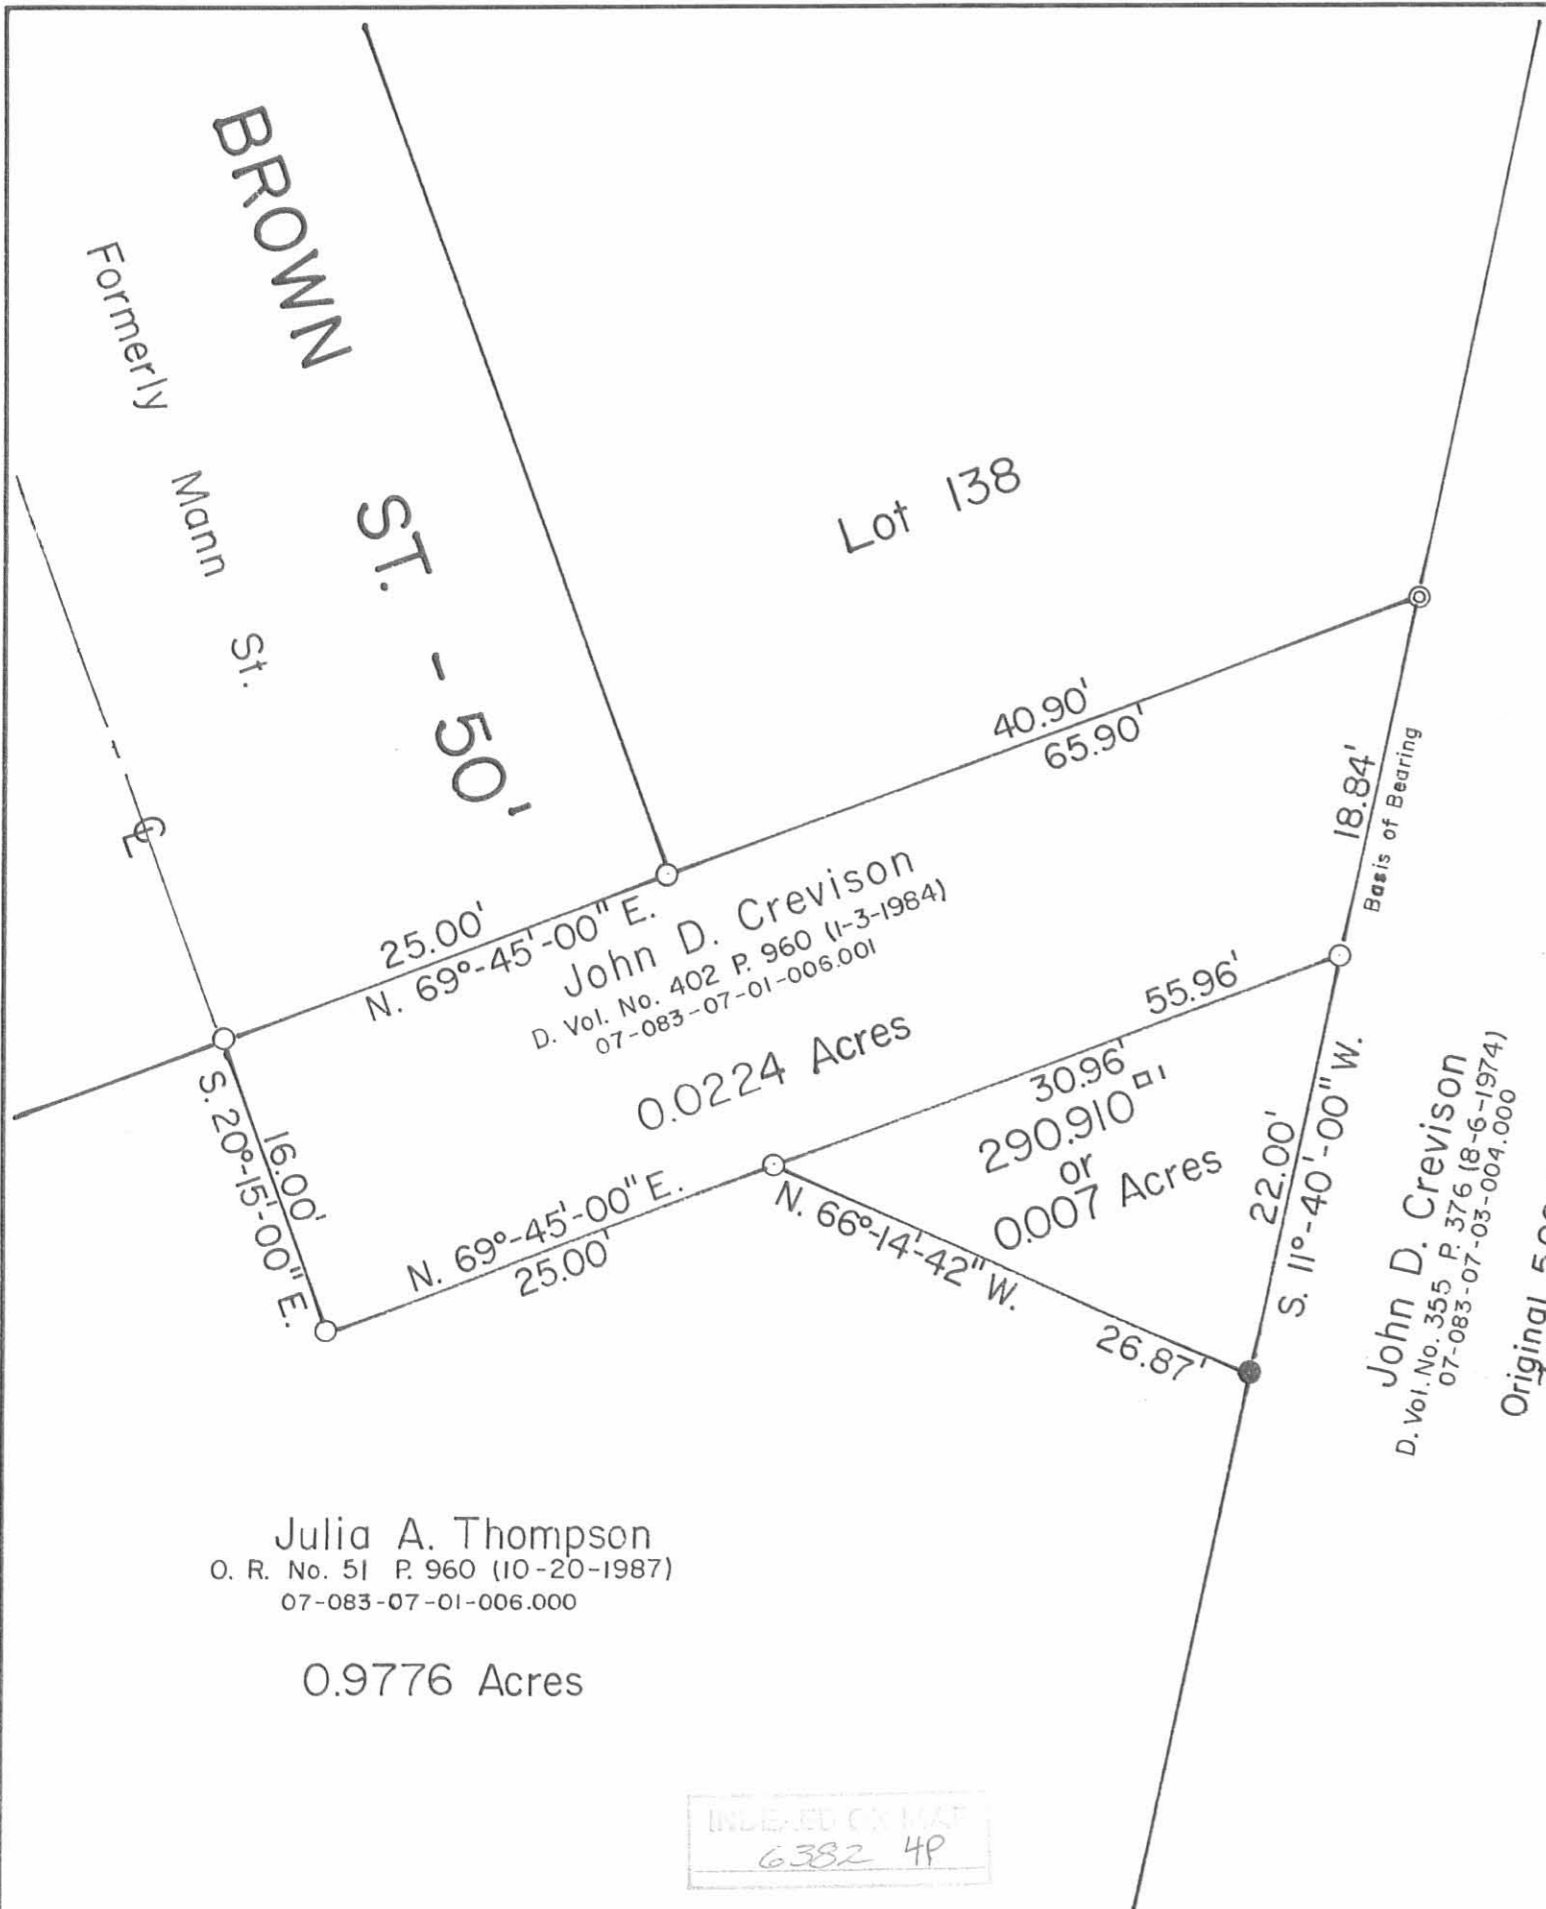 BROWN ST. - 50'
Formerly Mann St.
Lot 138
40.90'
65.90'
18.84'
Basis of Bearing
25.00'
N. 69°-45'-00" E.
John D. Crevison
D. Vol. No. 402 P. 960 (1-3-1984)
07-083-07-01-006.001
0.0224 Acres
55.96'
30.96'
290.910
or
0.007 Acres
S. 20°-15'-00" E.
16.00'
N. 69°-45'-00" E.
25.00'
N. 66°-14'-42" W.
26.87'
22.00'
S. 11°-40'-00" W.
John D. Crevison
D. Vol. No. 355 P. 376 (8-6-1974)
07-083-07-03-004.000
Original
Julia A. Thompson
O. R. No. 51 P. 960 (10-20-1987)
07-083-07-01-006.000
0.9776 Acres
INDEXED ON MAP
6382 4P